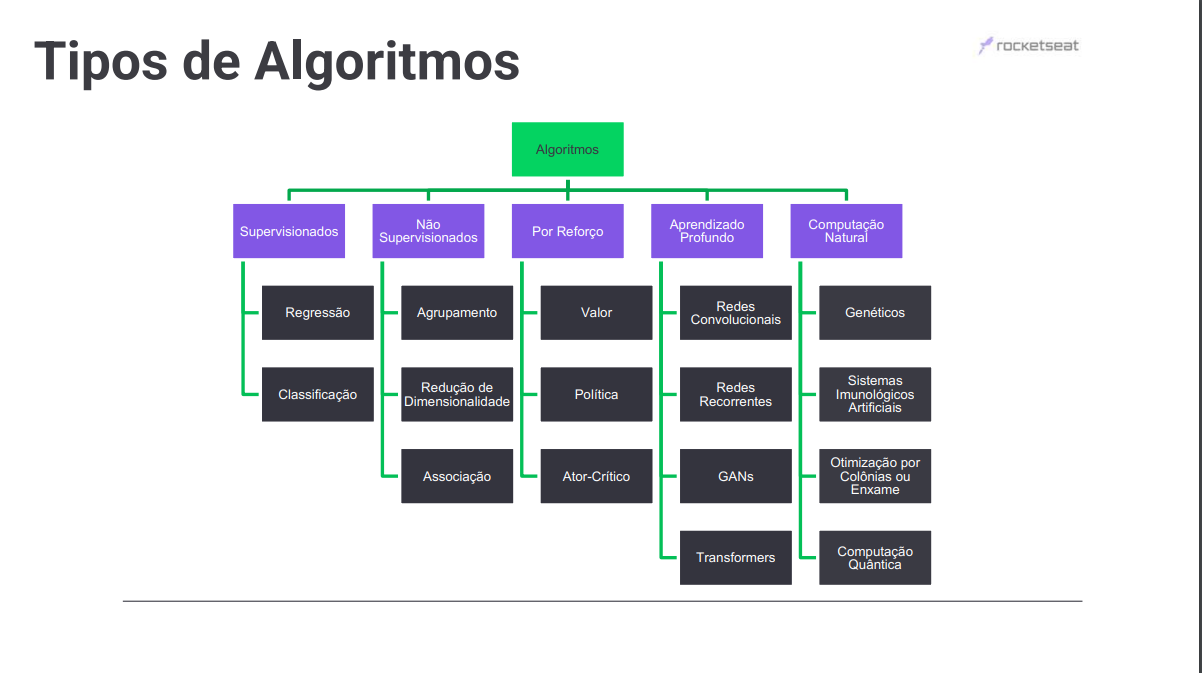 Tipos de Algoritmos
rocketseat
Algoritmos
Supervisionados
Não
Supervisionados
Por Reforço
Aprendizado
Profundo
Computação
Natural
Regressão
Classificação
Agrupamento
Redução de
Dimensionalidade
Associação
Valor
Política
Ator-Crítico
Redes
Convolucionais
Redes
Recorrentes
GANs
Transformers
Genéticos
Sistemas
Imunológicos
Artificiais
Otimização por
Colônias ou
Enxame
Computação
Quântica